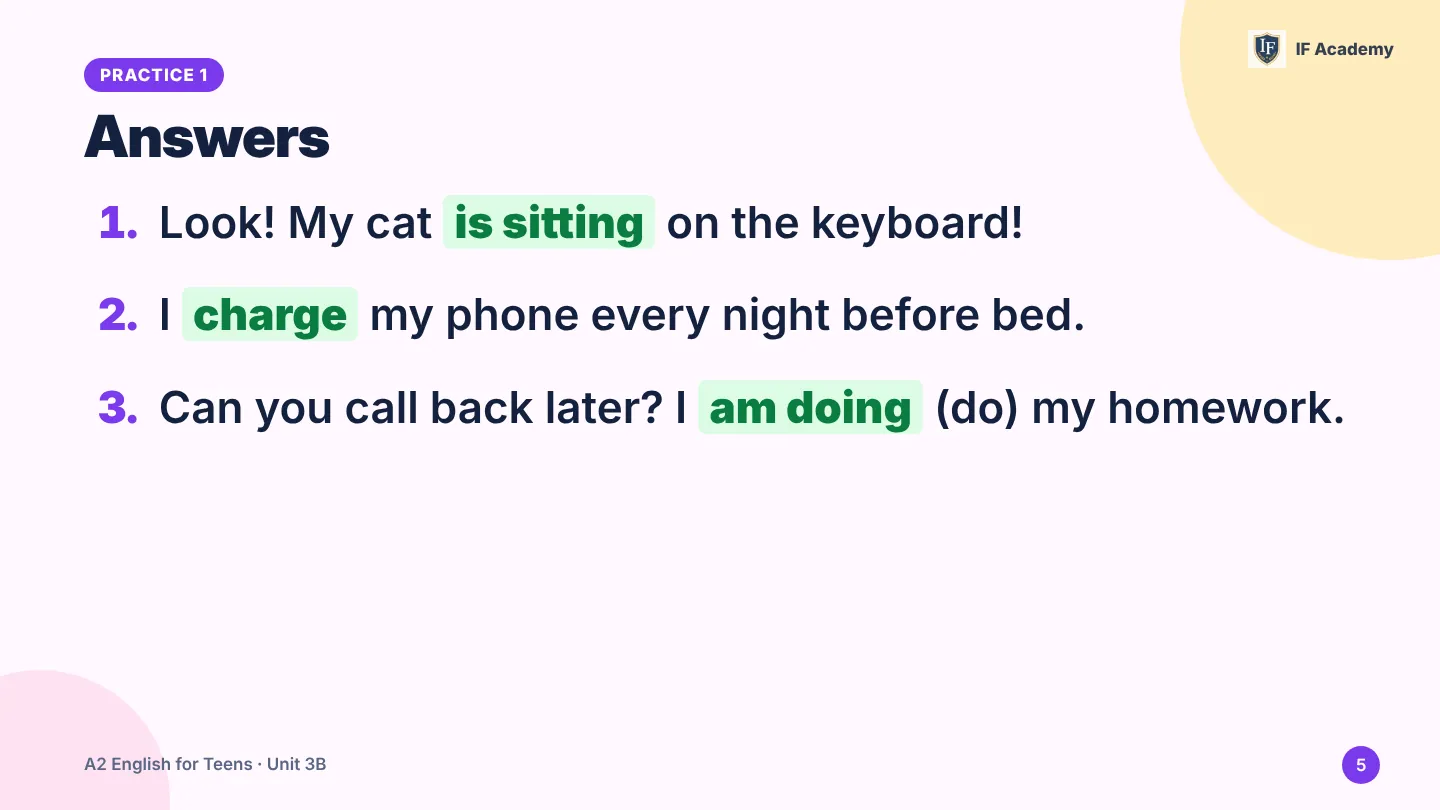 IF Academy
PRACTICE 1
Answers
1. Look! My cat is sitting on the keyboard!
2. I charge my phone every night before bed.
3. Can you call back later? I am doing (do) my homework.
A2 English for Teens · Unit 3B
5